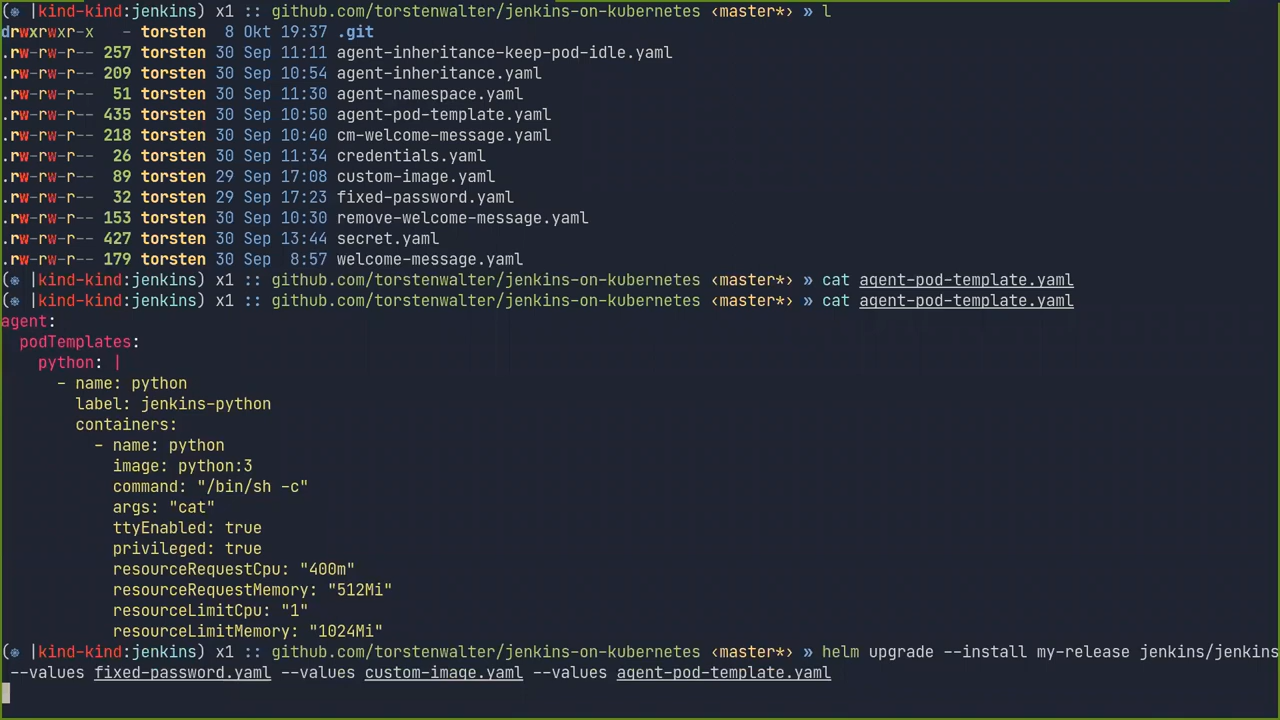 (⎈ |kind-kind:jenkins) x1 :: github.com/torstenwalter/jenkins-on-kubernetes ‹master*› » l
drwxrwxr-x   - torsten  8 Okt 19:37 .git
.rw-rw-r-- 257 torsten 30 Sep 11:11 agent-inheritance-keep-pod-idle.yaml
.rw-rw-r-- 209 torsten 30 Sep 10:54 agent-inheritance.yaml
.rw-rw-r--  51 torsten 30 Sep 11:30 agent-namespace.yaml
.rw-rw-r-- 435 torsten 30 Sep 10:50 agent-pod-template.yaml
.rw-rw-r-- 218 torsten 30 Sep 10:40 cm-welcome-message.yaml
.rw-rw-r--  26 torsten 30 Sep 11:34 credentials.yaml
.rw-rw-r--  89 torsten 29 Sep 17:08 custom-image.yaml
.rw-rw-r--  32 torsten 29 Sep 17:23 fixed-password.yaml
.rw-rw-r-- 153 torsten 30 Sep 10:30 remove-welcome-message.yaml
.rw-rw-r-- 427 torsten 30 Sep 13:44 secret.yaml
.rw-rw-r-- 179 torsten 30 Sep  8:57 welcome-message.yaml
(⎈ |kind-kind:jenkins) x1 :: github.com/torstenwalter/jenkins-on-kubernetes ‹master*› » cat agent-pod-template.yaml
(⎈ |kind-kind:jenkins) x1 :: github.com/torstenwalter/jenkins-on-kubernetes ‹master*› » cat agent-pod-template.yaml
agent:
  podTemplates:
    python: |
      - name: python
        label: jenkins-python
        containers:
          - name: python
            image: python:3
            command: "/bin/sh -c"
            args: "cat"
            ttyEnabled: true
            privileged: true
            resourceRequestCpu: "400m"
            resourceRequestMemory: "512Mi"
            resourceLimitCpu: "1"
            resourceLimitMemory: "1024Mi"
(⎈ |kind-kind:jenkins) x1 :: github.com/torstenwalter/jenkins-on-kubernetes ‹master*› » helm upgrade --install my-release jenkins/jenkins
 --values fixed-password.yaml --values custom-image.yaml --values agent-pod-template.yaml